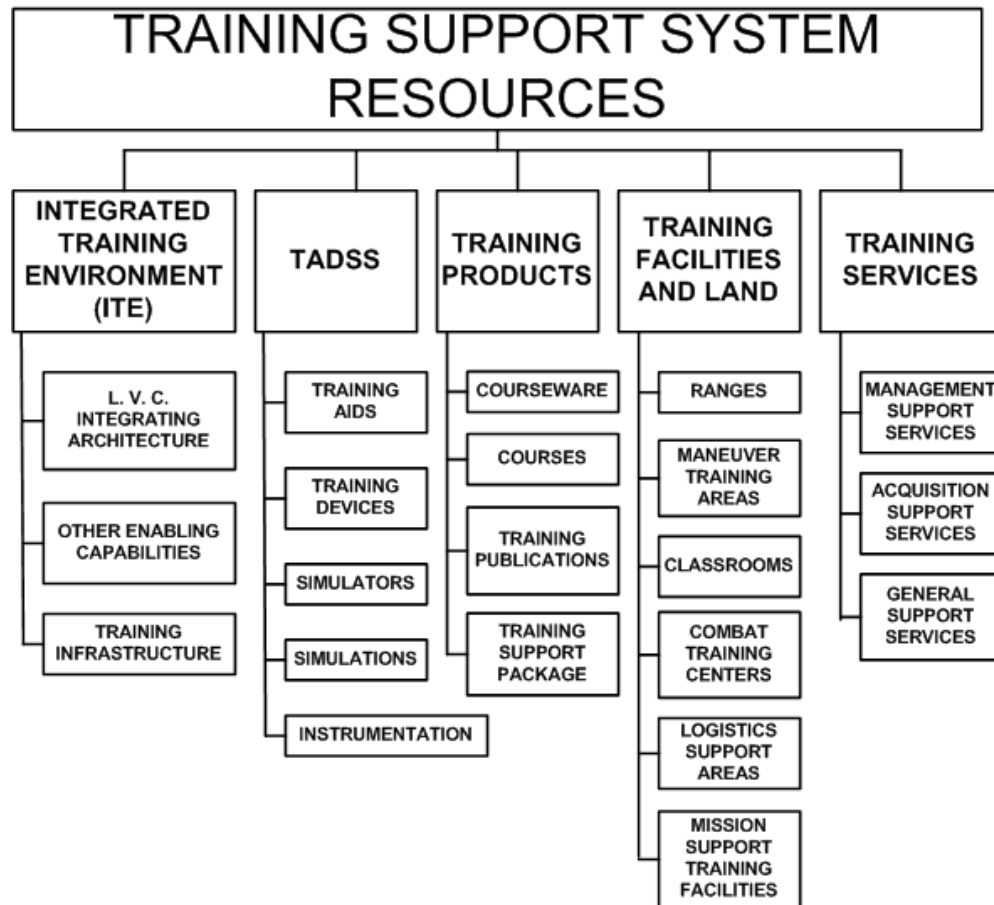 TRAINING SUPPORT SYSTEM
RESOURCES
INTEGRATED
TRAINING
ENVIRONMENT
(ITE)
L. V. C.
INTEGRATING
ARCHITECTURE
OTHER ENABLING
CAPABILITIES
TRAINING
INFRASTRUCTURE
TADSS
TRAINING
AIDS
TRAINING
DEVICES
SIMULATORS
SIMULATIONS
INSTRUMENTATION
TRAINING
PRODUCTS
COURSEWARE
COURSES
TRAINING
PUBLICATIONS
TRAINING
SUPPORT
PACKAGE
TRAINING
FACILITIES
AND LAND
RANGES
MANEUVER
TRAINING
AREAS
CLASSROOMS
COMBAT
TRAINING
CENTERS
LOGISTICS
SUPPORT
AREAS
MISSION
SUPPORT
TRAINING
FACILITIES
TRAINING
SERVICES
MANAGEMENT
SUPPORT
SERVICES
ACQUISITION
SUPPORT
SERVICES
GENERAL
SUPPORT
SERVICES